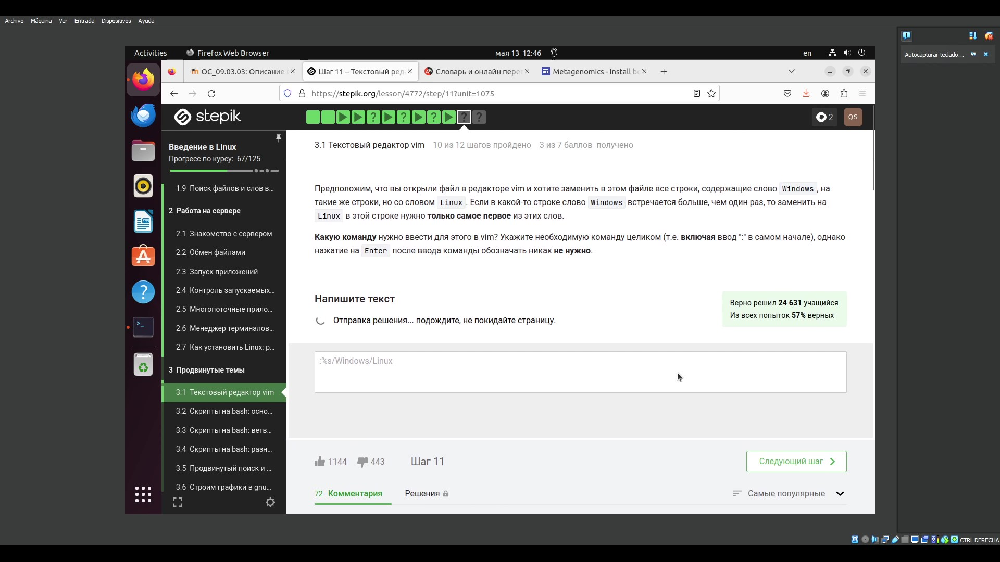 Archivo Máquina Ver Entrada Dispositivos Ayuda
Autocapturar teclado...
Activities Firefox Web Browser мая 13 12:46 en
ОС_09.03.03: Описание Шаг 11 – Текстовый ред Словарь и онлайн пере Metagenomics - Install bo
https://stepik.org/lesson/4772/step/11?unit=1075
stepik
2
QS
Введение в Linux
Прогресс по курсу: 67/125
1.9 Поиск файлов и слов в...
2 Работа на сервере
2.1 Знакомство с сервером
2.2 Обмен файлами
2.3 Запуск приложений
2.4 Контроль запускаемых...
2.5 Многопоточные прило...
2.6 Менеджер терминалов...
2.7 Как установить Linux: р...
3 Продвинутые темы
3.1 Текстовый редактор vim
3.2 Скрипты на bash: осно...
3.3 Скрипты на bash: ветв...
3.4 Скрипты на bash: разн...
3.5 Продвинутый поиск и ...
3.6 Строим графики в gnu...
3.1 Текстовый редактор vim 10 из 12 шагов пройдено 3 из 7 баллов получено
Предположим, что вы открыли файл в редакторе vim и хотите заменить в этом файле все строки, содержащие слово Windows , на
такие же строки, но со словом Linux . Если в какой-то строке слово Windows встречается больше, чем один раз, то заменить на
Linux в этой строке нужно только самое первое из этих слов.
Какую команду нужно ввести для этого в vim? Укажите необходимую команду целиком (т.е. включая ввод ":" в самом начале), однако
нажатие на Enter после ввода команды обозначать никак не нужно.
Напишите текст
Отправка решения... подождите, не покидайте страницу.
Верно решил 24 631 учащийся
Из всех попыток 57% верных
:%s/Windows/Linux
1144 443 Шаг 11
Следующий шаг
72 Комментария Решения Самые популярные
CTRL DERECHA